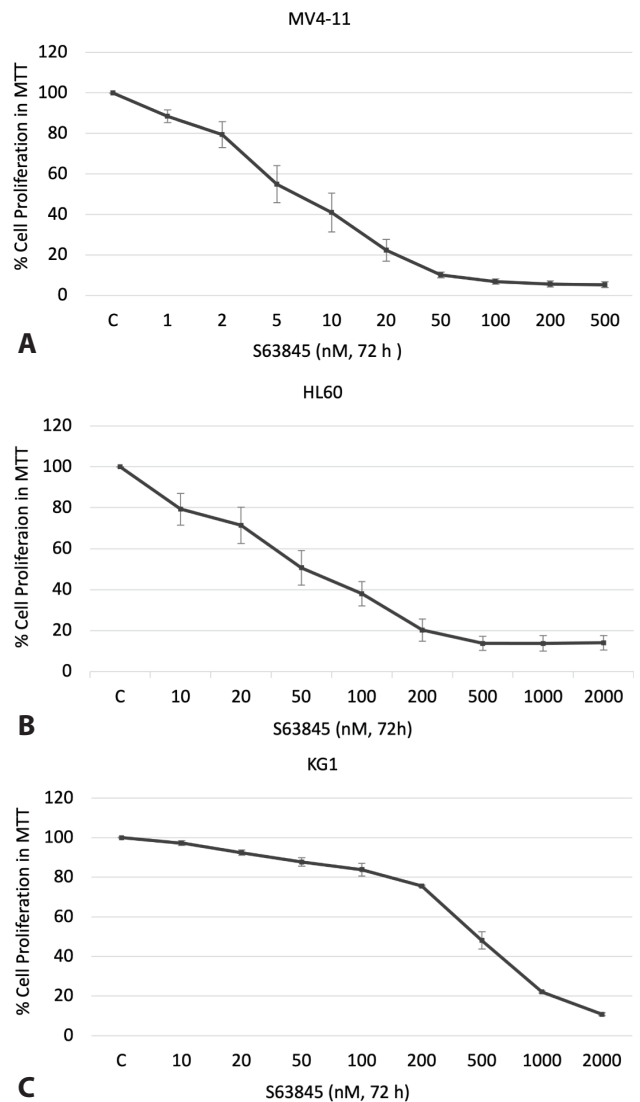 MV4-11
% Cell Proliferation in MTT
120
100
80
60
40
20
0
C 1 2 5 10 20 50 100 200 500
S63845 (nM, 72 h )
A
HL60
% Cell Proliferaion in MTT
120
100
80
60
40
20
0
C 10 20 50 100 200 500 1000 2000
S63845 (nM, 72h)
B
KG1
% Cell Proliferation in MTT
120
100
80
60
40
20
0
C 10 20 50 100 200 500 1000 2000
S63845 (nM, 72 h)
C